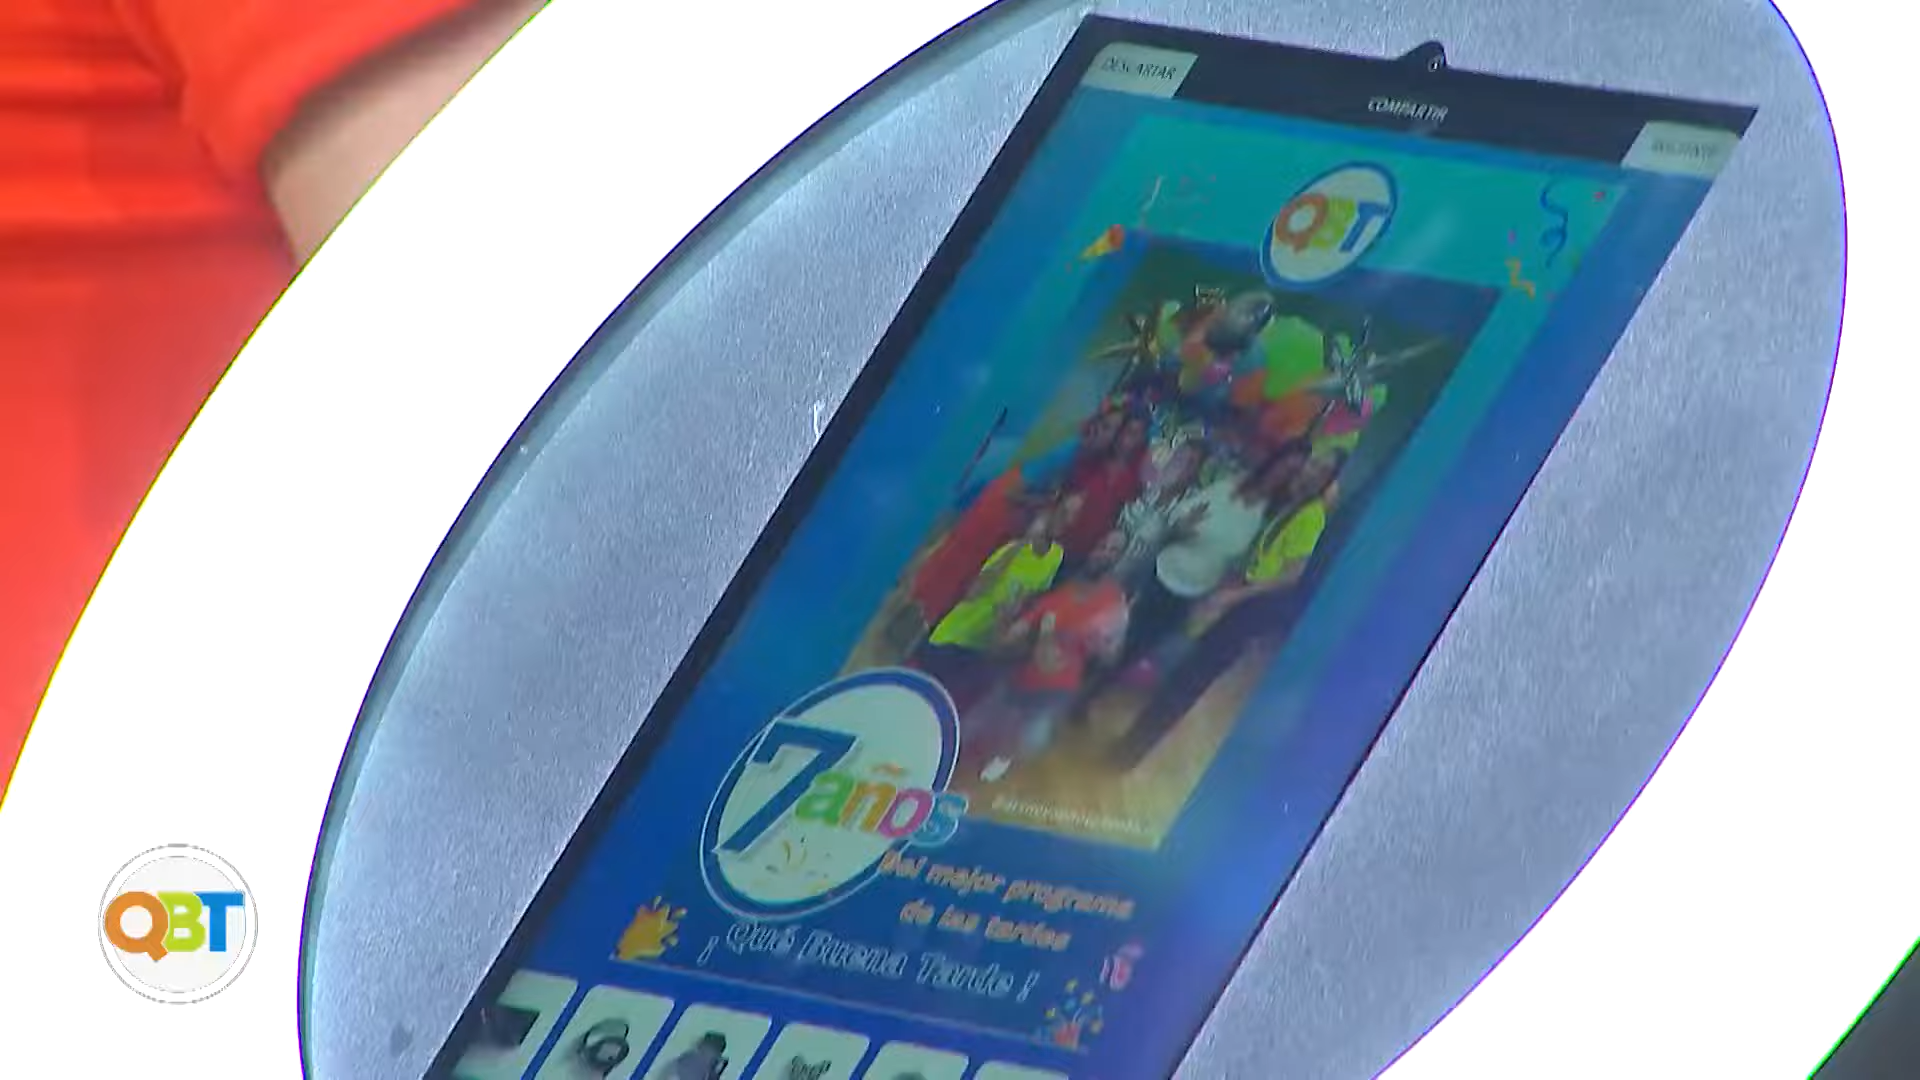 DESCARTAR
COMPARTIR
QBT
7 años
Del mejor programa
de las tardes
¡ Qué Buena Tarde !
QBT